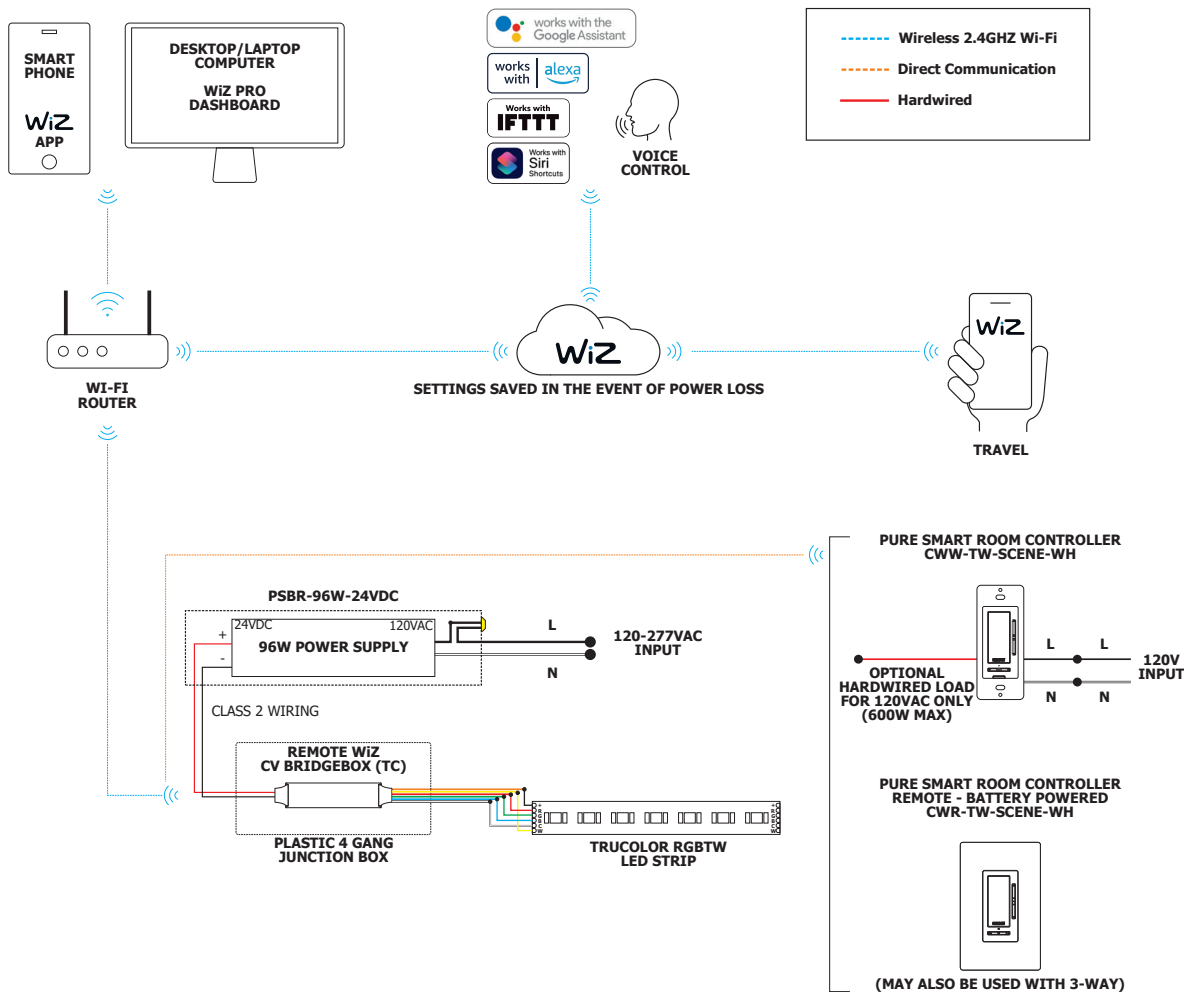 SMART
PHONE
WiZ
APP
DESKTOP/LAPTOP
COMPUTER
WiZ PRO
DASHBOARD
works with the
Google Assistant
works
with
alexa
Works with
IFTTT
Works with
Siri
Shortcuts
VOICE
CONTROL
Wireless 2.4GHZ Wi-Fi
Direct Communication
Hardwired
WI-FI
ROUTER
WiZ
SETTINGS SAVED IN THE EVENT OF POWER LOSS
WiZ
TRAVEL
PSBR-96W-24VDC
24VDC
120VAC
+
-
96W POWER SUPPLY
L
N
120-277VAC
INPUT
CLASS 2 WIRING
REMOTE WiZ
CV BRIDGEBOX (TC)
PLASTIC 4 GANG
JUNCTION BOX
+
R
G
B
C
W
+
R
G
B
C
W
TRUCOLOR RGBTW
LED STRIP
PURE SMART ROOM CONTROLLER
CWW-TW-SCENE-WH
OPTIONAL
HARDWIRED LOAD
FOR 120VAC ONLY
(600W MAX)
L L
N N
120V
INPUT
PURE SMART ROOM CONTROLLER
REMOTE - BATTERY POWERED
CWR-TW-SCENE-WH
(MAY ALSO BE USED WITH 3-WAY)